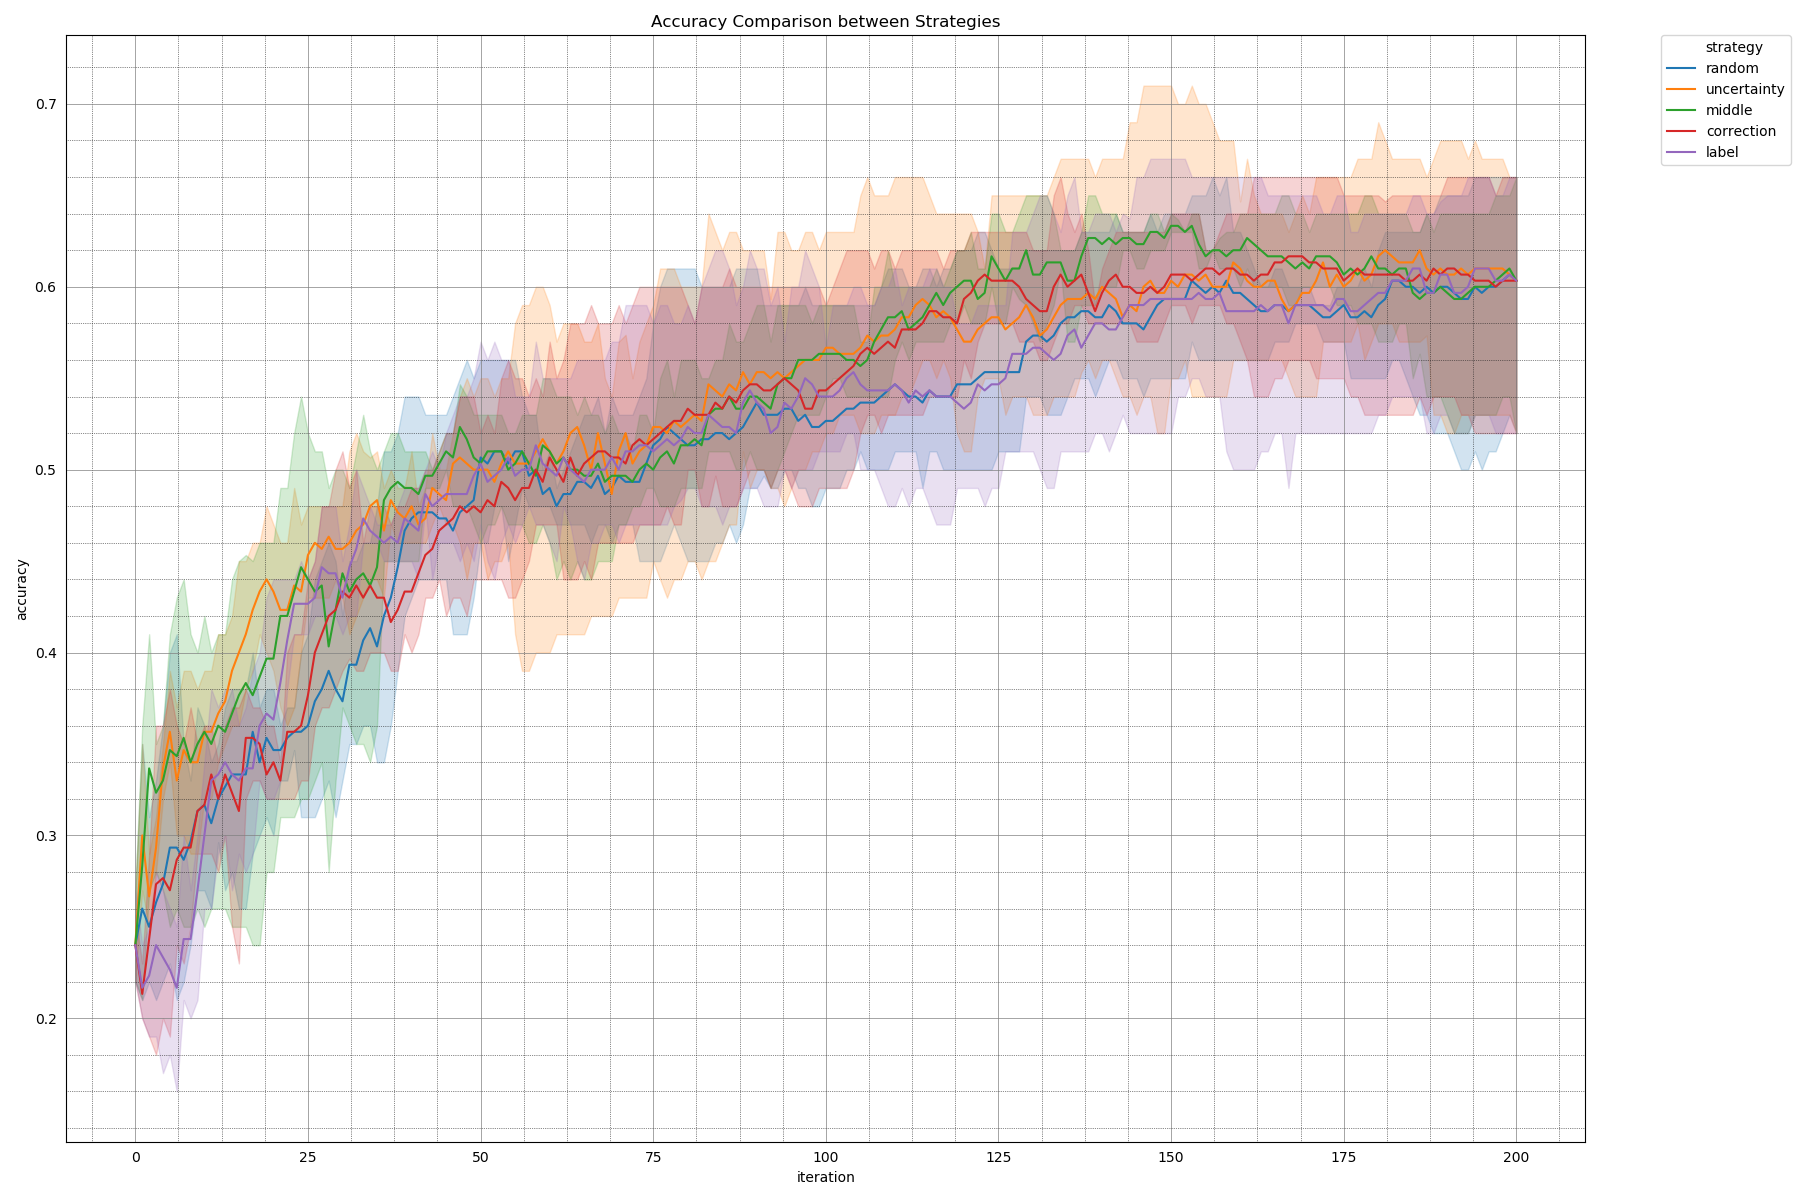 Accuracy Comparison between Strategies
strategy
random
uncertainty
middle
correction
label
accuracy
0.7
0.6
0.5
0.4
0.3
0.2
0 25 50 75 100 125 150 175 200
iteration